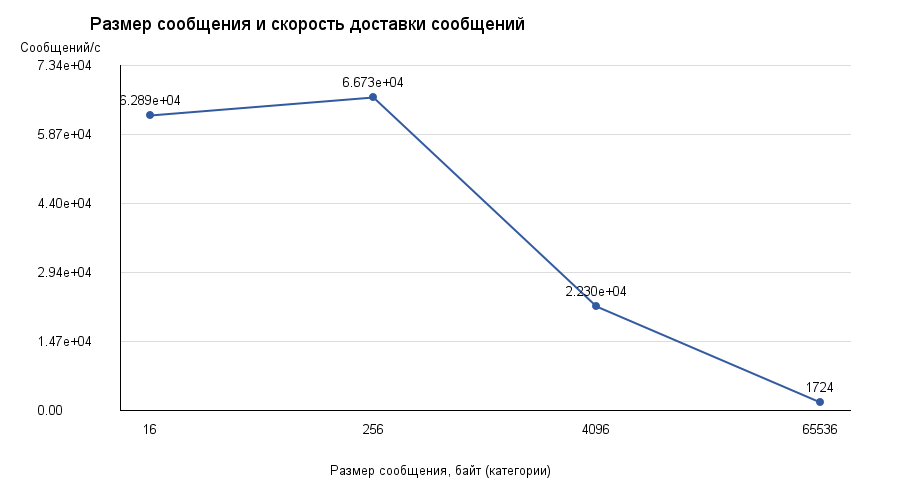 Размер сообщения и скорость доставки сообщений
Сообщений/с
7.34e+04
6.673e+04
6.289e+04
5.87e+04
4.40e+04
2.94e+04
2.230e+04
1.47e+04
1724
0.00
16 256 4096 65536
Размер сообщения, байт (категории)